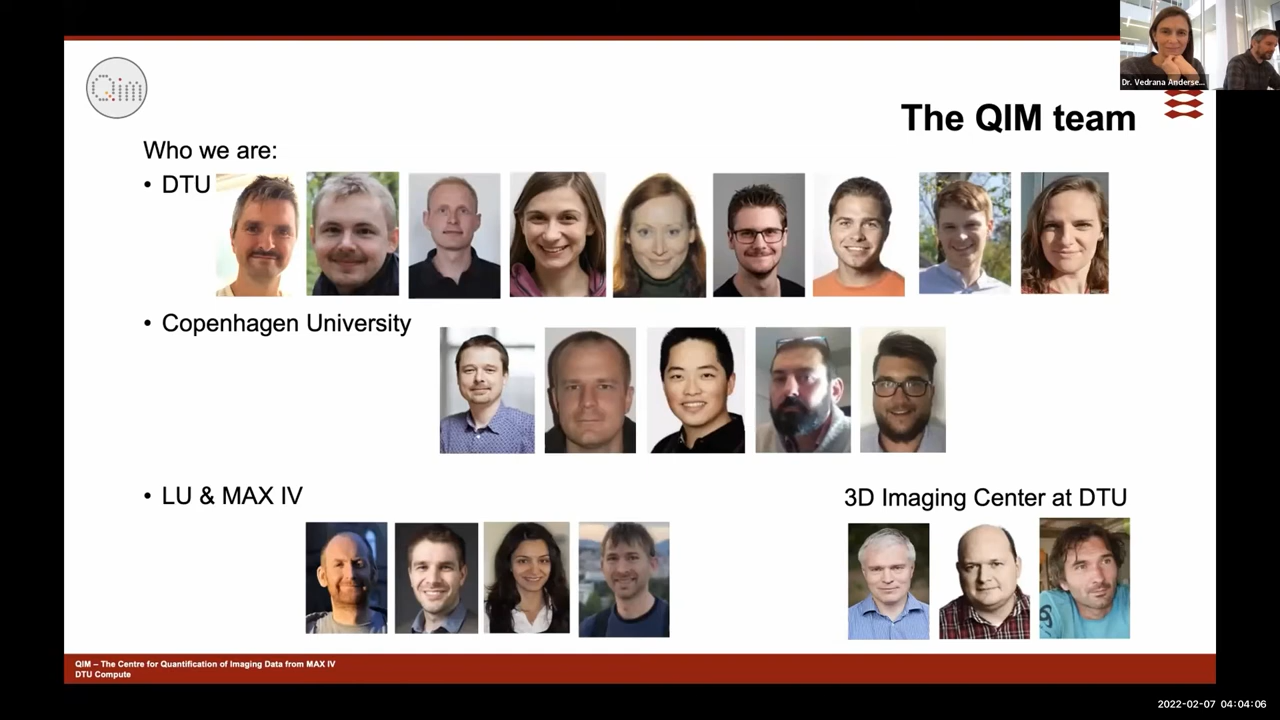 Qim
Dr. Vedrana Anderse...
The QIM team
Who we are:
• DTU
• Copenhagen University
• LU & MAX IV
3D Imaging Center at DTU
QIM – The Centre for Quantification of Imaging Data from MAX IV
DTU Compute
2022-02-07 04:04:06